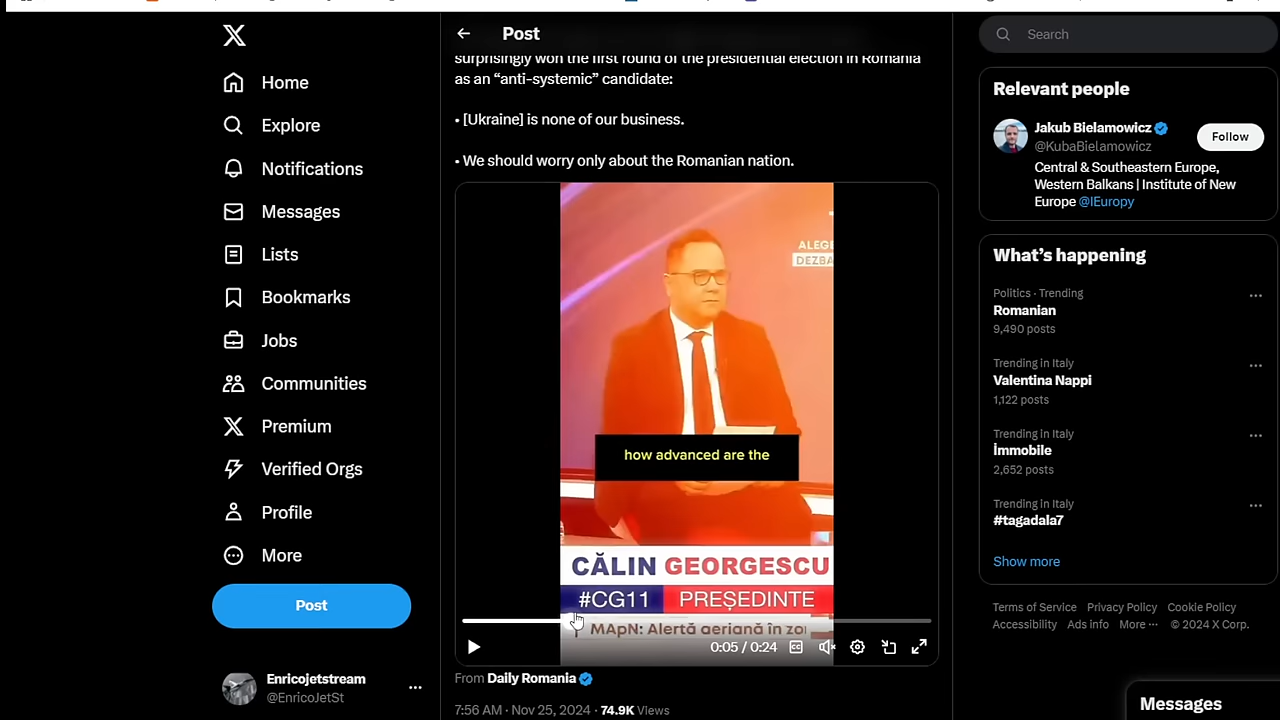 Post
Search
surprisingly won the first round of the presidential election in Romania
as an “anti-systemic” candidate:
• [Ukraine] is none of our business.
• We should worry only about the Romanian nation.
Home
Explore
Notifications
Messages
Lists
Bookmarks
Jobs
Communities
Premium
Verified Orgs
Profile
More
Post
Enricojetstream
@EnricoJetSt
ALEGE
DEZBA
how advanced are the
CĂLIN GEORGESCU
#CG11 PREȘEDINTE
MApN: Alertă aeriană în zo
0:05 / 0:24
From Daily Romania
7:56 AM · Nov 25, 2024 · 74.9K Views
Relevant people
Jakub Bielamowicz
@KubaBielamowicz
Follow
Central & Southeastern Europe,
Western Balkans | Institute of New
Europe @IEuropy
What’s happening
Politics · Trending
Romanian
9,490 posts
Trending in Italy
Valentina Nappi
1,122 posts
Trending in Italy
İmmobile
2,652 posts
Trending in Italy
#tagadala7
Show more
Terms of Service Privacy Policy Cookie Policy
Accessibility Ads info More ··· © 2024 X Corp.
Messages